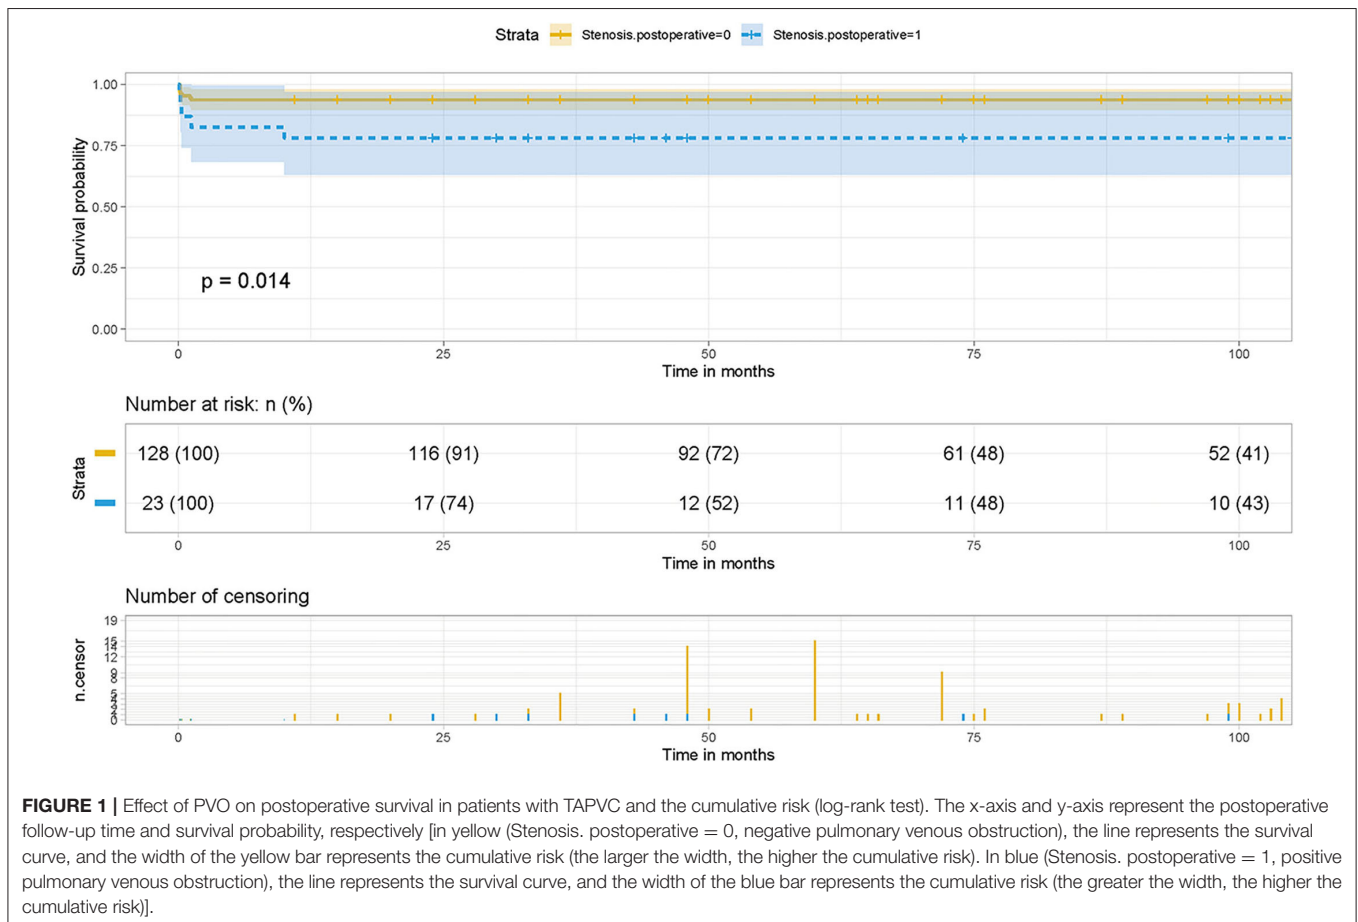 Strata Stenosis.postoperative=0 Stenosis.postoperative=1
Survival probability
1.00
0.75
0.50
0.25
0.00
p = 0.014
0 25 50 75 100
Time in months
Number at risk: n (%)
Strata
128 (100) 116 (91) 92 (72) 61 (48) 52 (41)
23 (100) 17 (74) 12 (52) 11 (48) 10 (43)
0 25 50 75 100
Time in months
Number of censoring
n.censor
19
15
14
12
9
8
5
4
3
2
1
0
0 25 50 75 100
Time in months
FIGURE 1 | Effect of PVO on postoperative survival in patients with TAPVC and the cumulative risk (log-rank test). The x-axis and y-axis represent the postoperative
follow-up time and survival probability, respectively [in yellow (Stenosis. postoperative = 0, negative pulmonary venous obstruction), the line represents the survival
curve, and the width of the yellow bar represents the cumulative risk (the larger the width, the higher the cumulative risk). In blue (Stenosis. postoperative = 1, positive
pulmonary venous obstruction), the line represents the survival curve, and the width of the blue bar represents the cumulative risk (the greater the width, the higher the
cumulative risk)].